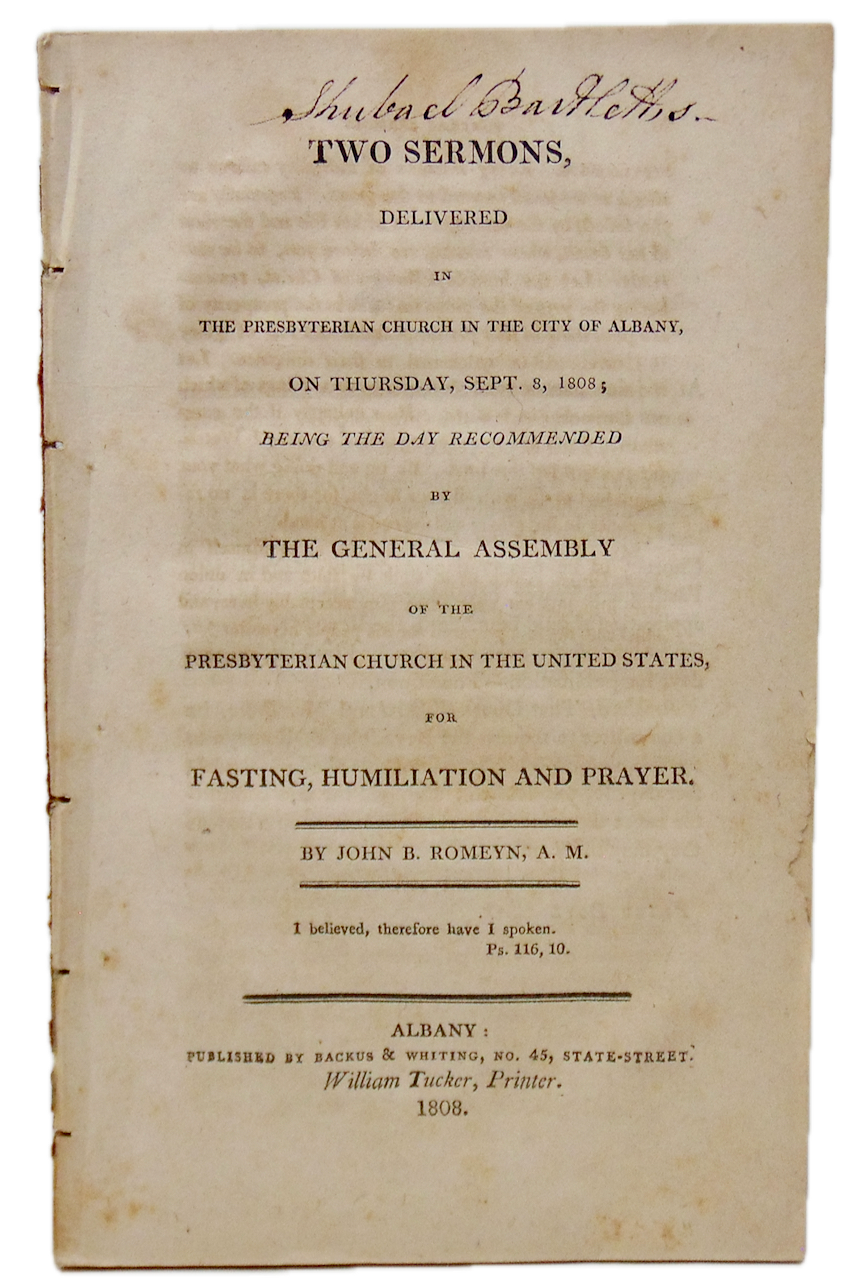 Shubael Bartletts.
TWO SERMONS,
DELIVERED
IN
THE PRESBYTERIAN CHURCH IN THE CITY OF ALBANY,
ON THURSDAY, SEPT. 8, 1808;
BEING THE DAY RECOMMENDED
BY
THE GENERAL ASSEMBLY
OF THE
PRESBYTERIAN CHURCH IN THE UNITED STATES,
FOR
FASTING, HUMILIATION AND PRAYER.
BY JOHN B. ROMEYN, A. M.
I believed, therefore have I spoken.
Ps. 116, 10.
ALBANY:
PUBLISHED BY BACKUS & WHITING, NO. 45, STATE-STREET.
William Tucker, Printer.
1808.